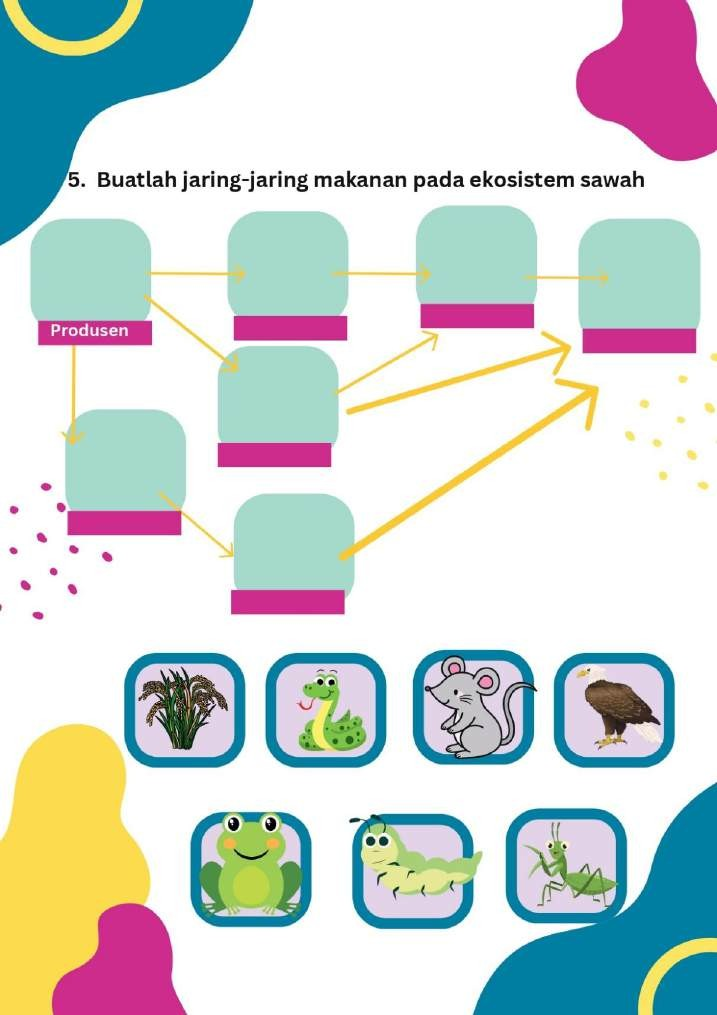 5. Buatlah jaring-jaring makanan pada ekosistem sawah
Produsen